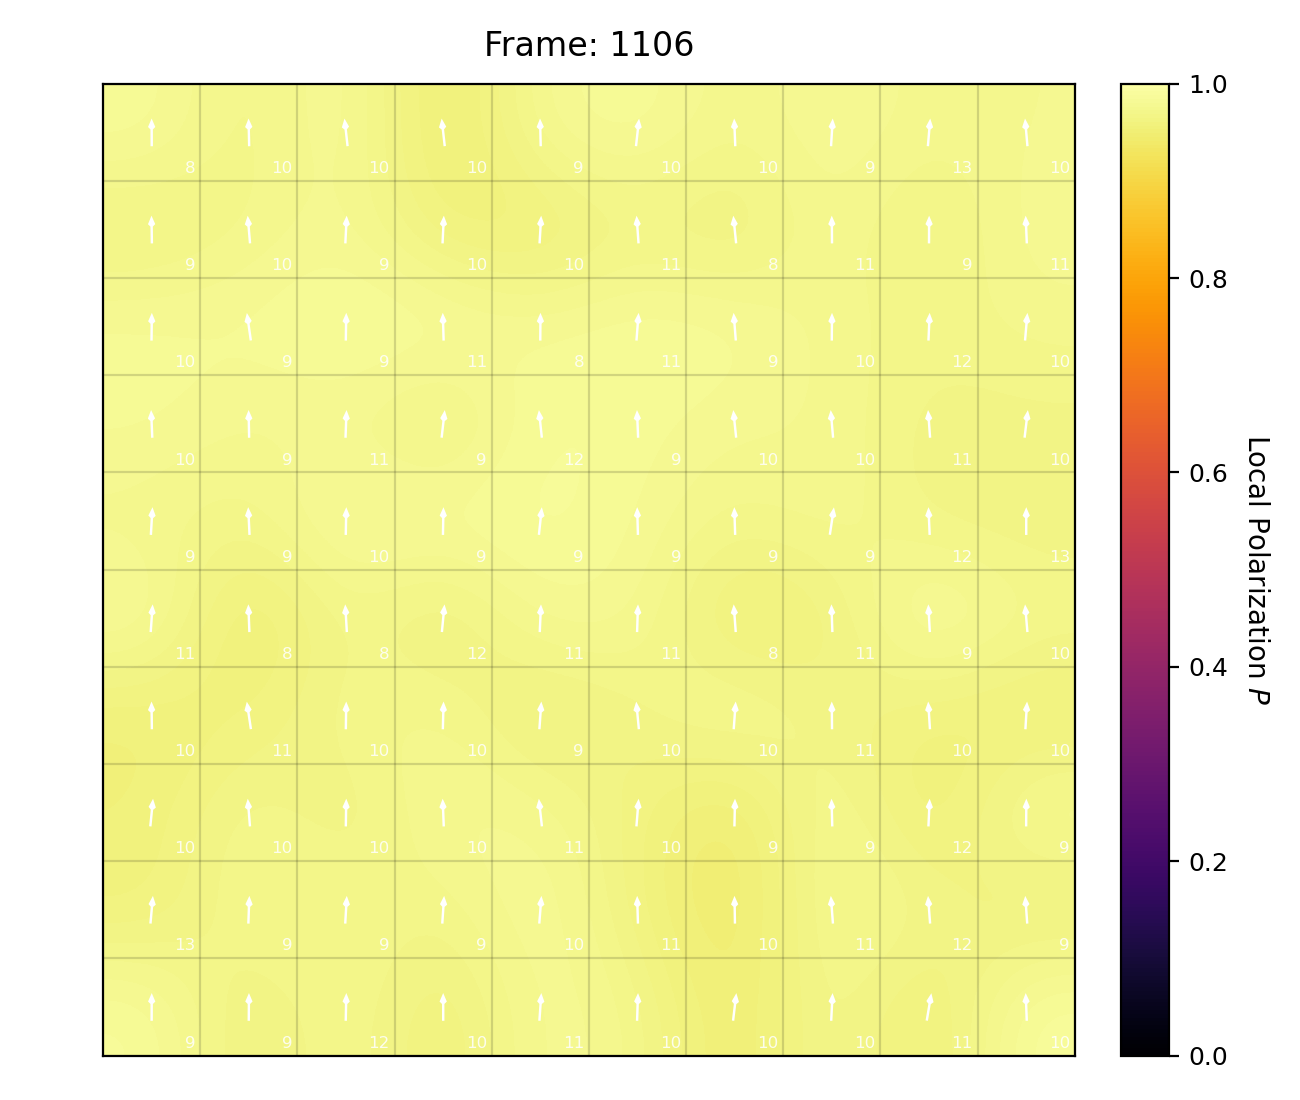 Frame: 1106
8 10 10 10 9 10 10 9 13 10
9 10 9 10 10 11 8 11 9 11
10 9 9 11 8 11 9 10 12 10
10 9 11 9 12 9 10 10 11 10
9 9 10 9 9 9 9 9 12 13
11 8 8 12 11 11 8 11 9 10
10 11 10 10 9 10 10 11 10 10
10 10 10 10 11 10 9 9 12 9
13 9 9 9 10 11 10 11 12 9
9 9 12 10 11 10 10 10 11 10
1.0
0.8
0.6
0.4
0.2
0.0
Local Polarization P